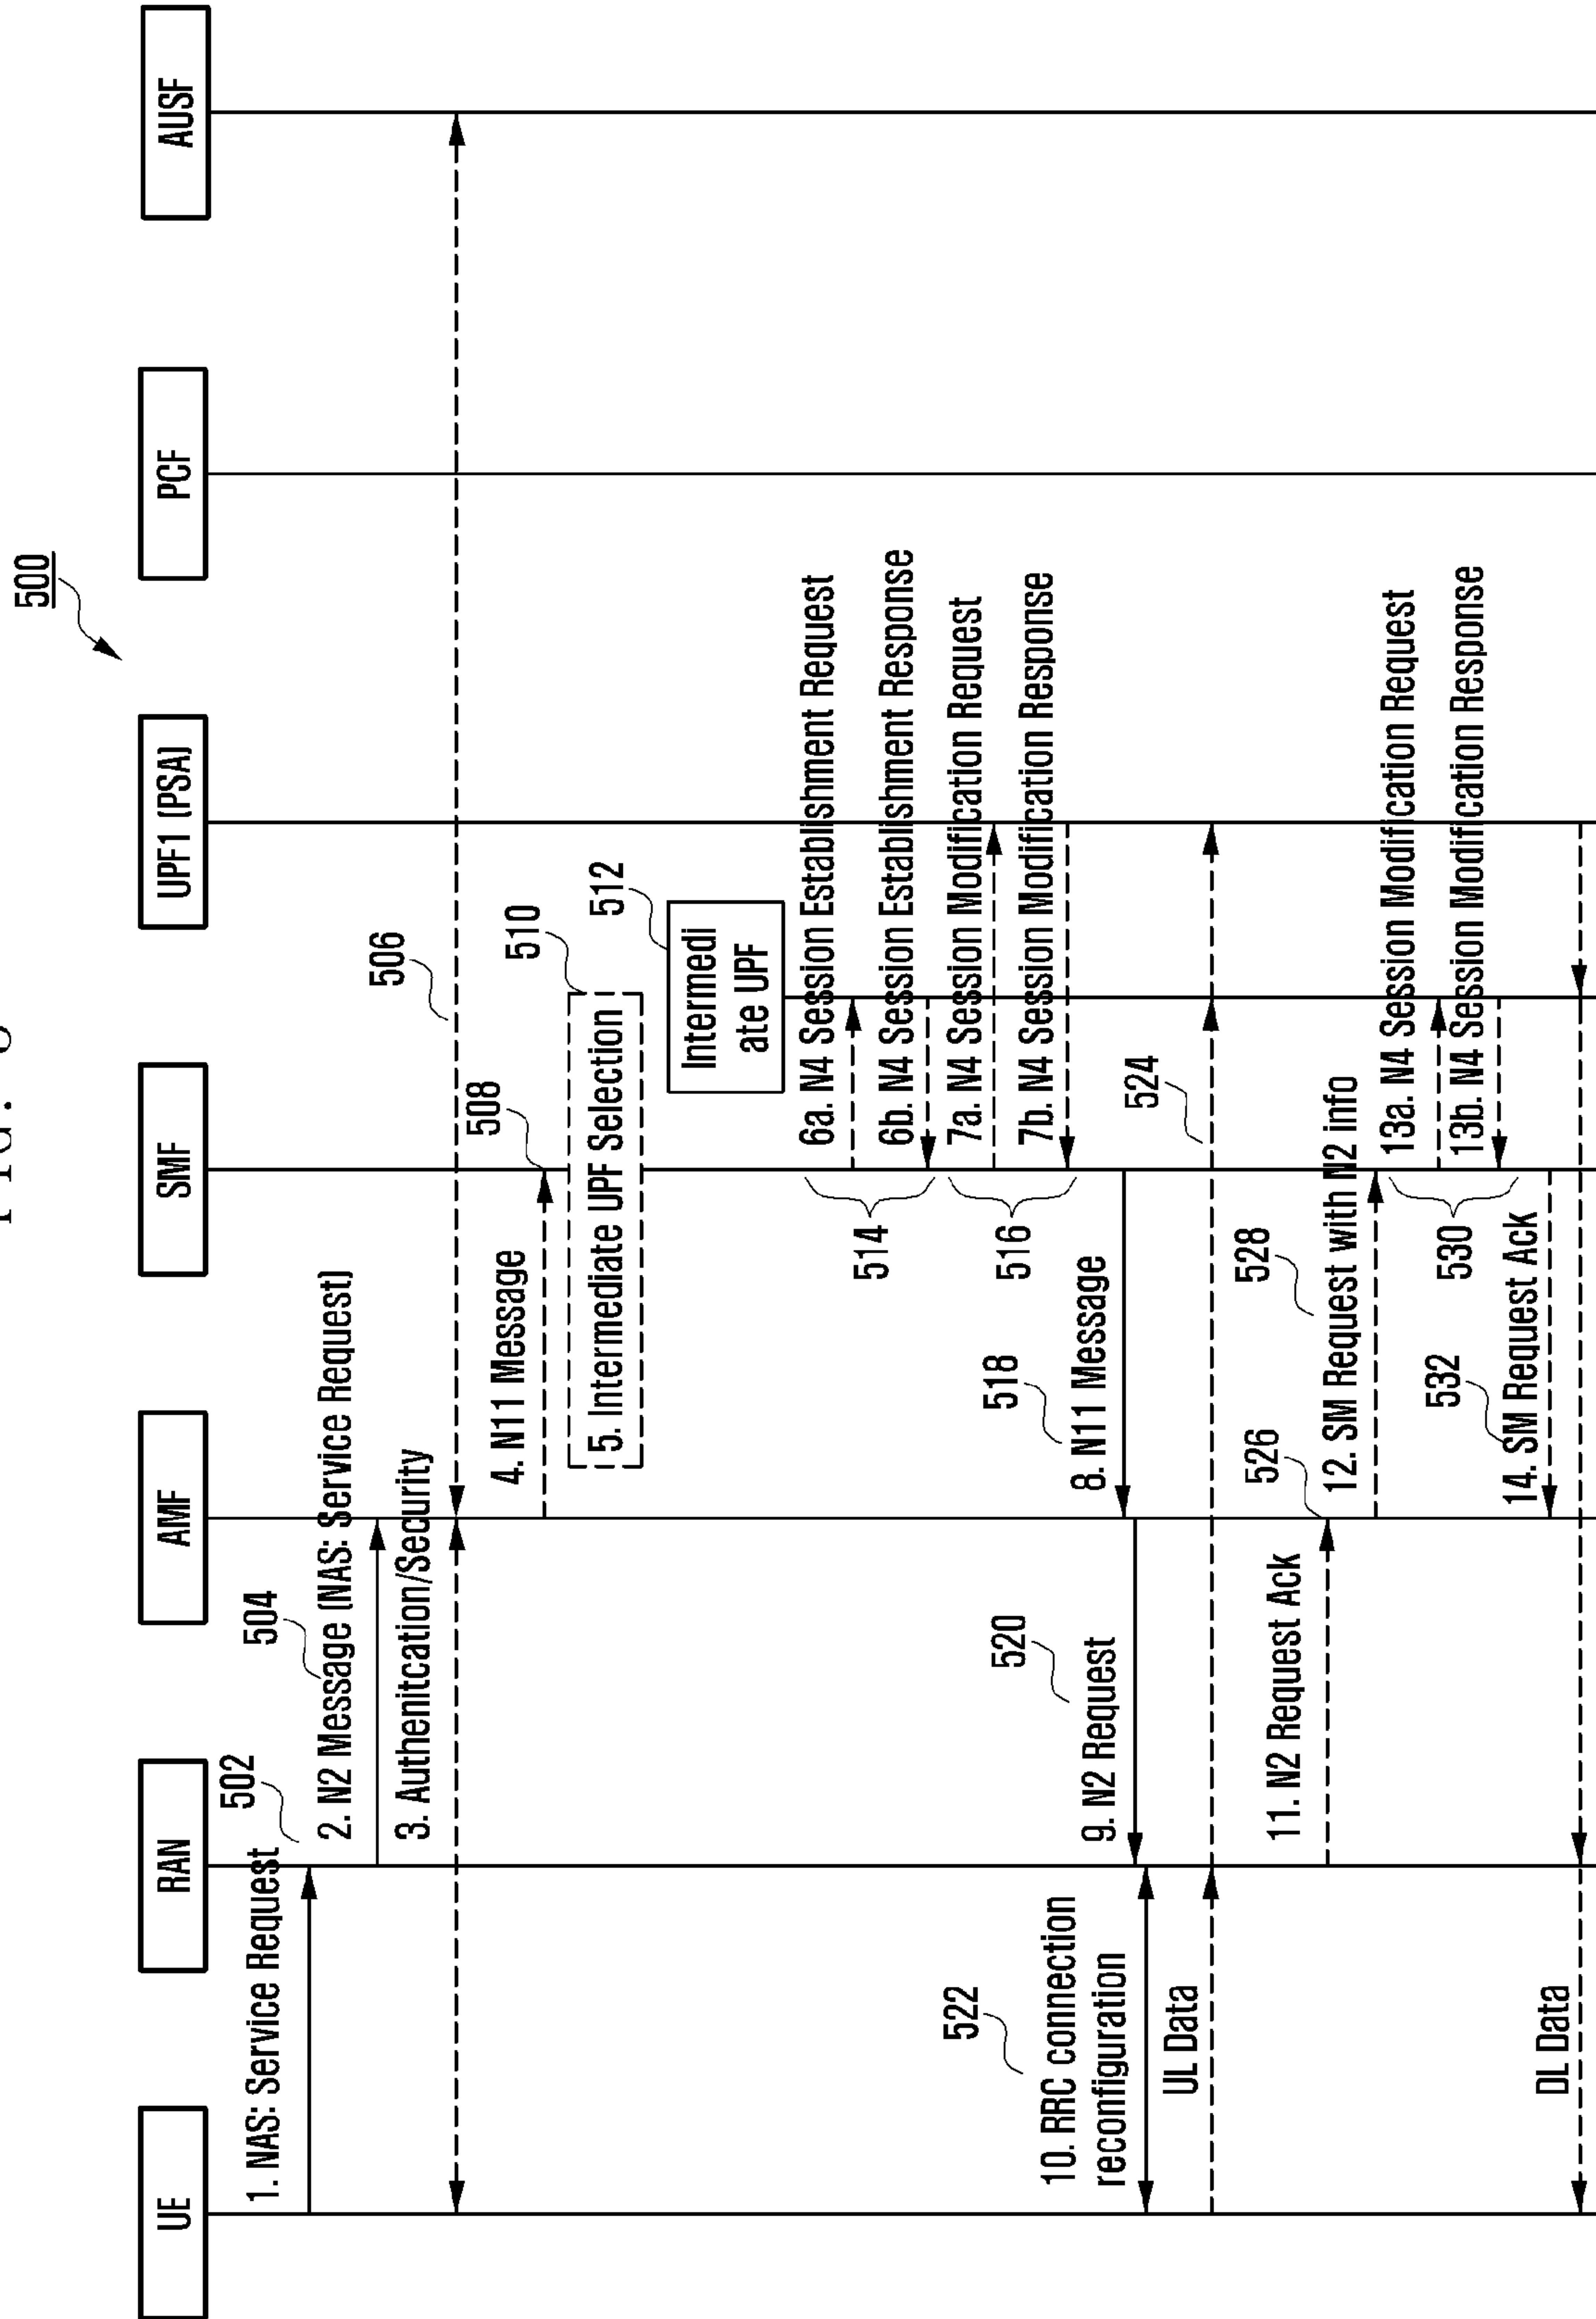 500
UE
RAN
AMF
SMF
UPF1 (PSA)
PCF
AUSF
502
1. NAS: Service Request
504
2. N2 Message (NAS: Service Request)
506
3. Authenitcation/Security
508
4. N11 Message
510
5. Intermediate UPF Selection
512
Intermedi
ate UPF
6a. N4 Session Establishment Request
6b. N4 Session Establishment Response
514
7a. N4 Session Modification Request
7b. N4 Session Modification Response
516
518
8. N11 Message
520
9. N2 Request
522
10. RRC connection
reconfiguration
524
UL Data
526
11. N2 Request Ack
528
12. SM Request with N2 info
13a. N4 Session Modification Request
13b. N4 Session Modification Response
530
532
14. SM Request Ack
DL Data